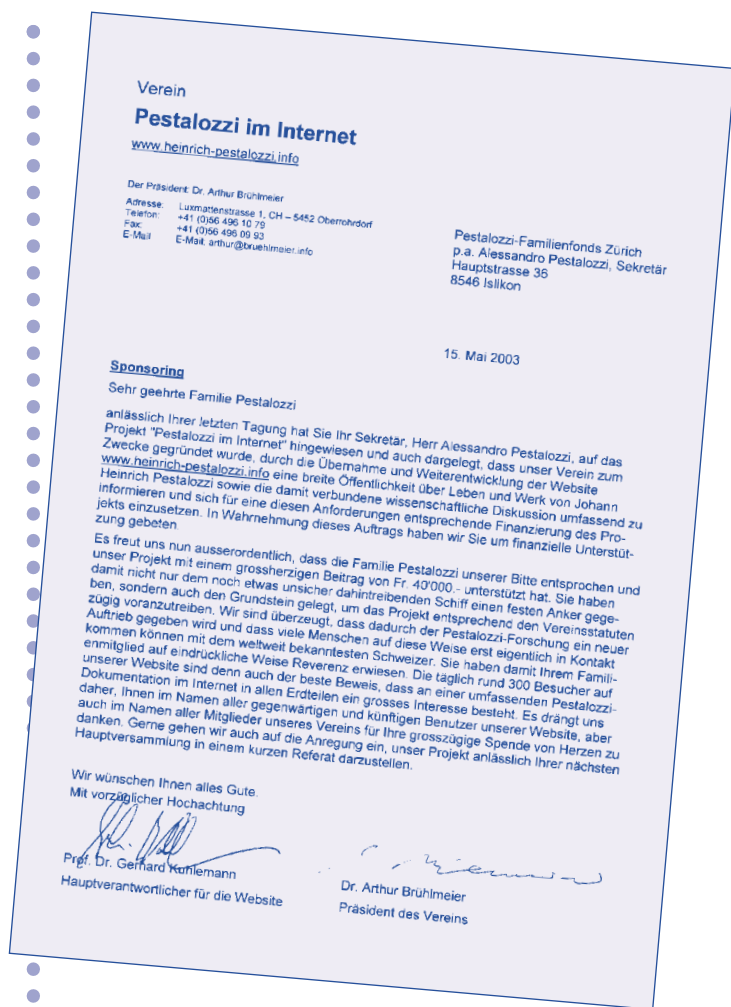 Verein
Pestalozzi im Internet
www.heinrich-pestalozzi.info
Der Präsident: Dr. Arthur Brühlmeier
Adresse: Luxmattenstrasse 1, CH – 5452 Oberrohrdorf
Telefon: +41 (0)56 496 10 79
Fax: +41 (0)56 496 09 93
E-Mail E-Mail: arthur@bruehlmeier.info
Pestalozzi-Familienfonds Zürich
p.a. Alessandro Pestalozzi, Sekretär
Hauptstrasse 36
8546 Islikon
15. Mai 2003
Sponsoring
Sehr geehrte Familie Pestalozzi
anlässlich Ihrer letzten Tagung hat Sie Ihr Sekretär, Herr Alessandro Pestalozzi, auf das
Projekt "Pestalozzi im Internet" hingewiesen und auch dargelegt, dass unser Verein zum
Zwecke gegründet wurde, durch die Übernahme und Weiterentwicklung der Website
www.heinrich-pestalozzi.info eine breite Öffentlichkeit über Leben und Werk von Johann
Heinrich Pestalozzi sowie die damit verbundene wissenschaftliche Diskussion umfassend zu
informieren und sich für eine diesen Anforderungen entsprechende Finanzierung des Pro-
jekts einzusetzen. In Wahrnehmung dieses Auftrags haben wir Sie um finanzielle Unterstüt-
zung gebeten.
Es freut uns nun ausserordentlich, dass die Familie Pestalozzi unserer Bitte entsprochen und
unser Projekt mit einem grossherzigen Beitrag von Fr. 40'000.- unterstützt hat. Sie haben
damit nicht nur dem noch etwas unsicher dahintreibenden Schiff einen festen Anker gege-
ben, sondern auch den Grundstein gelegt, um das Projekt entsprechend den Vereinsstatuten
zügig voranzutreiben. Wir sind überzeugt, dass dadurch der Pestalozzi-Forschung ein neuer
Auftrieb gegeben wird und dass viele Menschen auf diese Weise erst eigentlich in Kontakt
kommen können mit dem weltweit bekanntesten Schweizer. Sie haben damit Ihrem Famili-
enmitglied auf eindrückliche Weise Reverenz erwiesen. Die täglich rund 300 Besucher auf
unserer Website sind denn auch der beste Beweis, dass an einer umfassenden Pestalozzi-
Dokumentation im Internet in allen Erdteilen ein grosses Interesse besteht. Es drängt uns
daher, Ihnen im Namen aller gegenwärtigen und künftigen Benutzer unserer Website, aber
auch im Namen aller Mitglieder unseres Vereins für Ihre grosszügige Spende von Herzen zu
danken. Gerne gehen wir auch auf die Anregung ein, unser Projekt anlässlich Ihrer nächsten
Hauptversammlung in einem kurzen Referat darzustellen.
Wir wünschen Ihnen alles Gute.
Mit vorzüglicher Hochachtung
Prof. Dr. Gerhard Kuhlemann
Hauptverantwortlicher für die Website
Dr. Arthur Brühlmeier
Präsident des Vereins